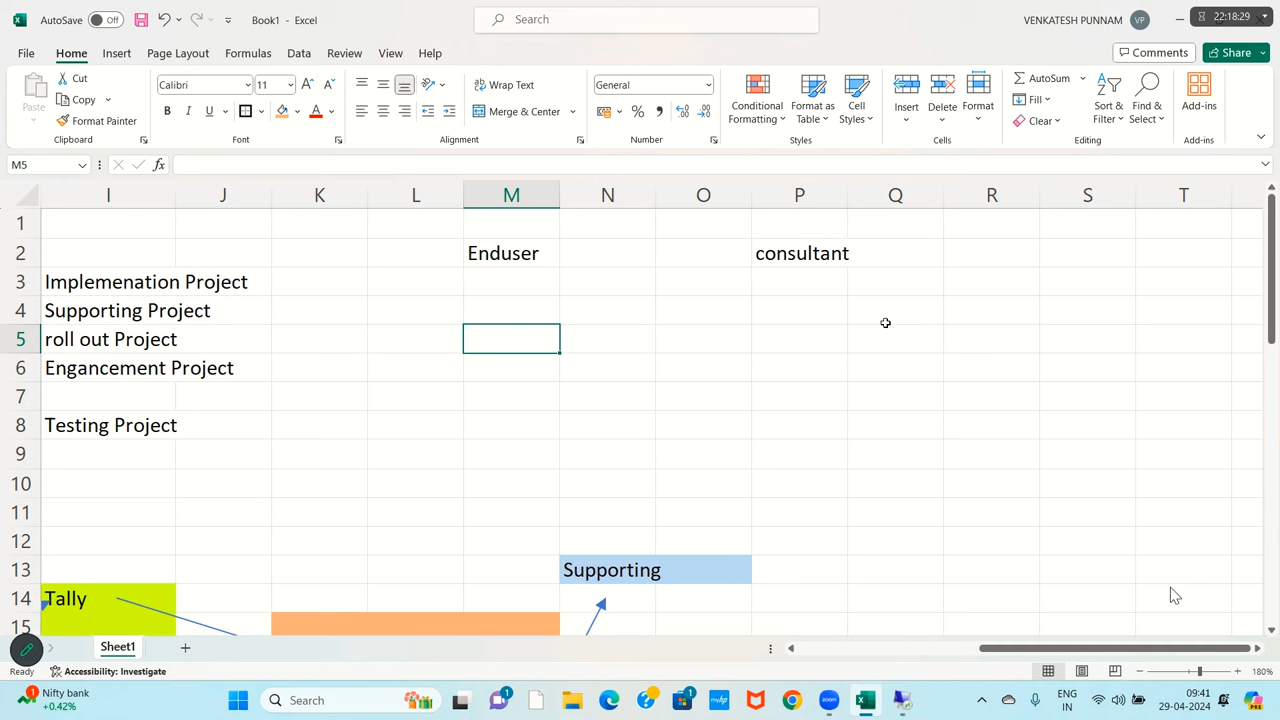 AutoSave Off Book1 - Excel Search VENKATESH PUNNAM VP 22:18:29
File Home Insert Page Layout Formulas Data Review View Help Comments Share
Paste Cut Copy Format Painter Clipboard
Calibri 11 B I U A Font
Wrap Text Merge & Center Alignment
General % Number
Conditional Formatting Format as Table Cell Styles Styles
Insert Delete Format Cells
AutoSum Fill Clear Sort & Filter Find & Select Editing
Add-ins Add-ins
M5 fx
I J K L M N O P Q R S T
1
2 Enduser consultant
3 Implemenation Project
4 Supporting Project
5 roll out Project
6 Engancement Project
7
8 Testing Project
9
10
11
12
13 Supporting
14 Tally
15
Sheet1
Ready Accessibility: Investigate 180%
1 Nifty bank +0.42% Search 1 1 zoom ENG IN 09:41 29-04-2024 PRE